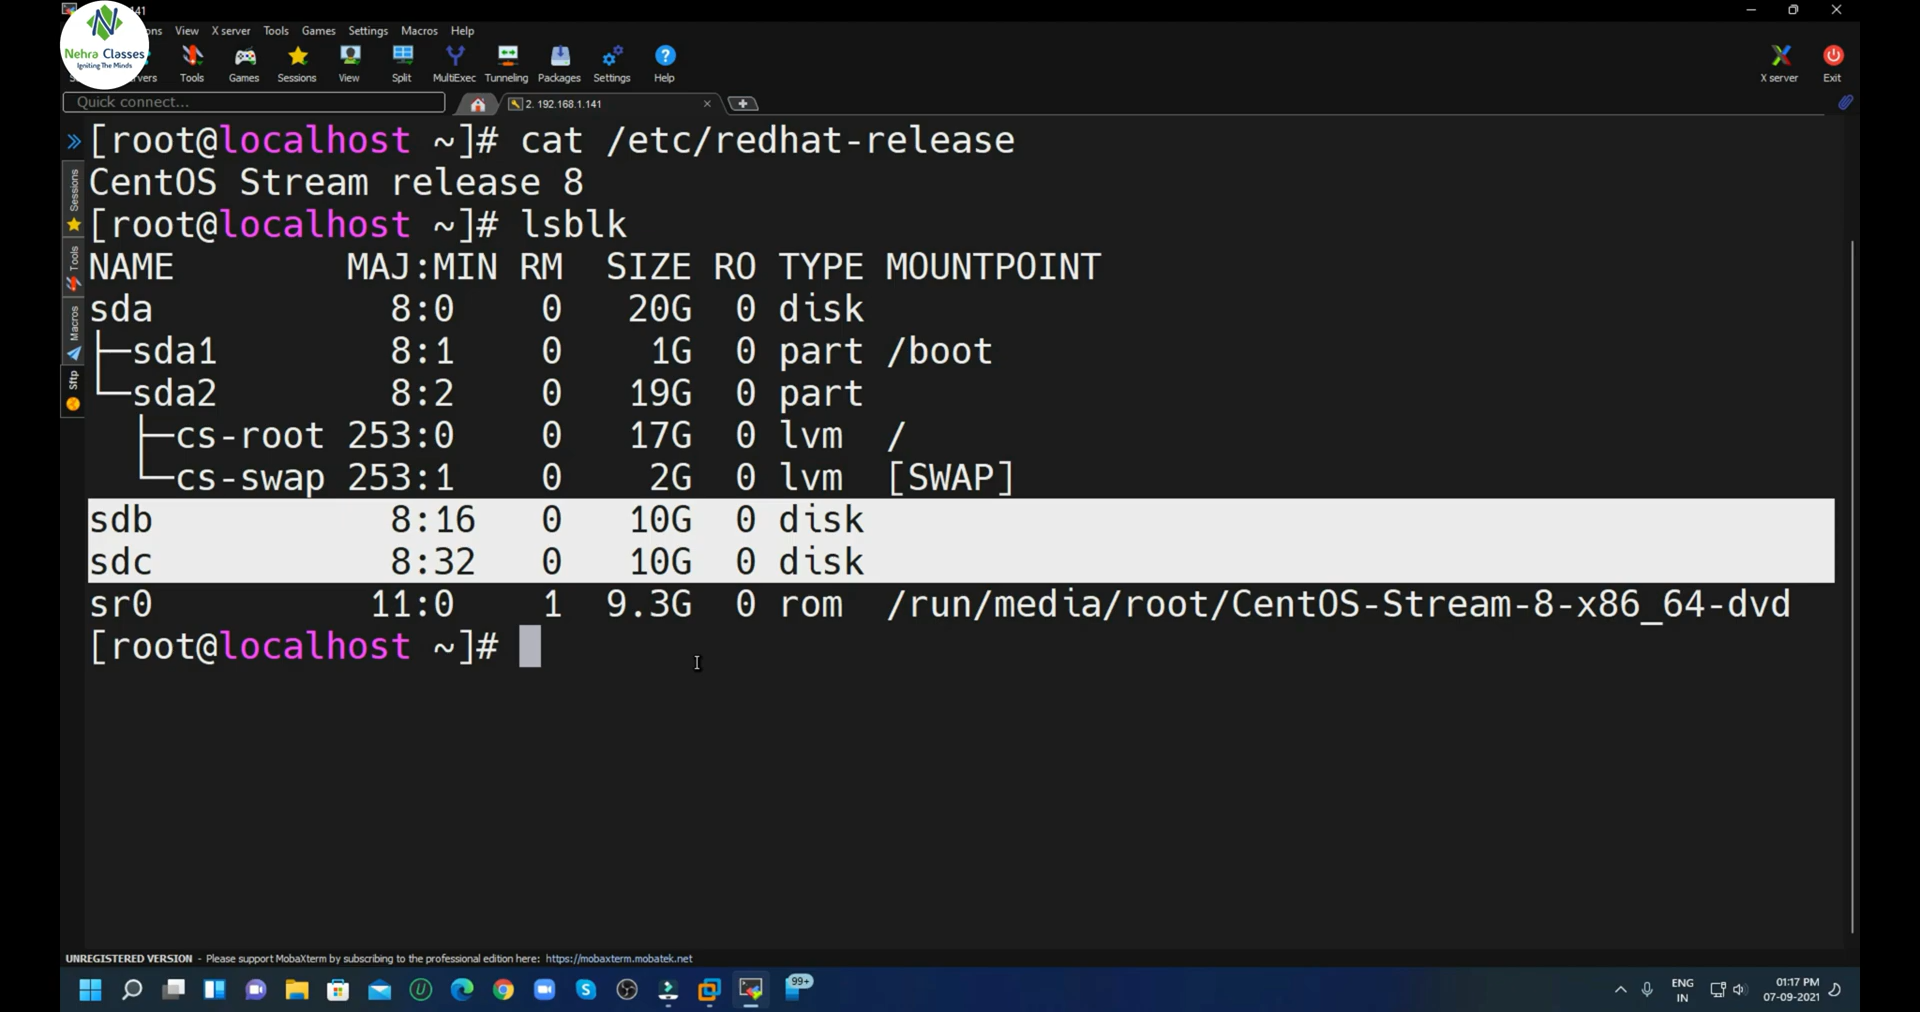 141
Nehra Classes
Igniting The Minds
View X server Tools Games Settings Macros Help
Tools Games Sessions View Split MultiExec Tunneling Packages Settings Help X server Exit
Quick connect...
2. 192.168.1.141
Sessions
Tools
Macros
Sftp
[root@localhost ~]# cat /etc/redhat-release
CentOS Stream release 8
[root@localhost ~]# lsblk
NAME MAJ:MIN RM SIZE RO TYPE MOUNTPOINT
sda 8:0 0 20G 0 disk
├─sda1 8:1 0 1G 0 part /boot
└─sda2 8:2 0 19G 0 part
├─cs-root 253:0 0 17G 0 lvm /
└─cs-swap 253:1 0 2G 0 lvm [SWAP]
sdb 8:16 0 10G 0 disk
sdc 8:32 0 10G 0 disk
sr0 11:0 1 9.3G 0 rom /run/media/root/CentOS-Stream-8-x86_64-dvd
[root@localhost ~]#
UNREGISTERED VERSION - Please support MobaXterm by subscribing to the professional edition here: https://mobaxterm.mobatek.net
99+
ENG
IN
01:17 PM
07-09-2021